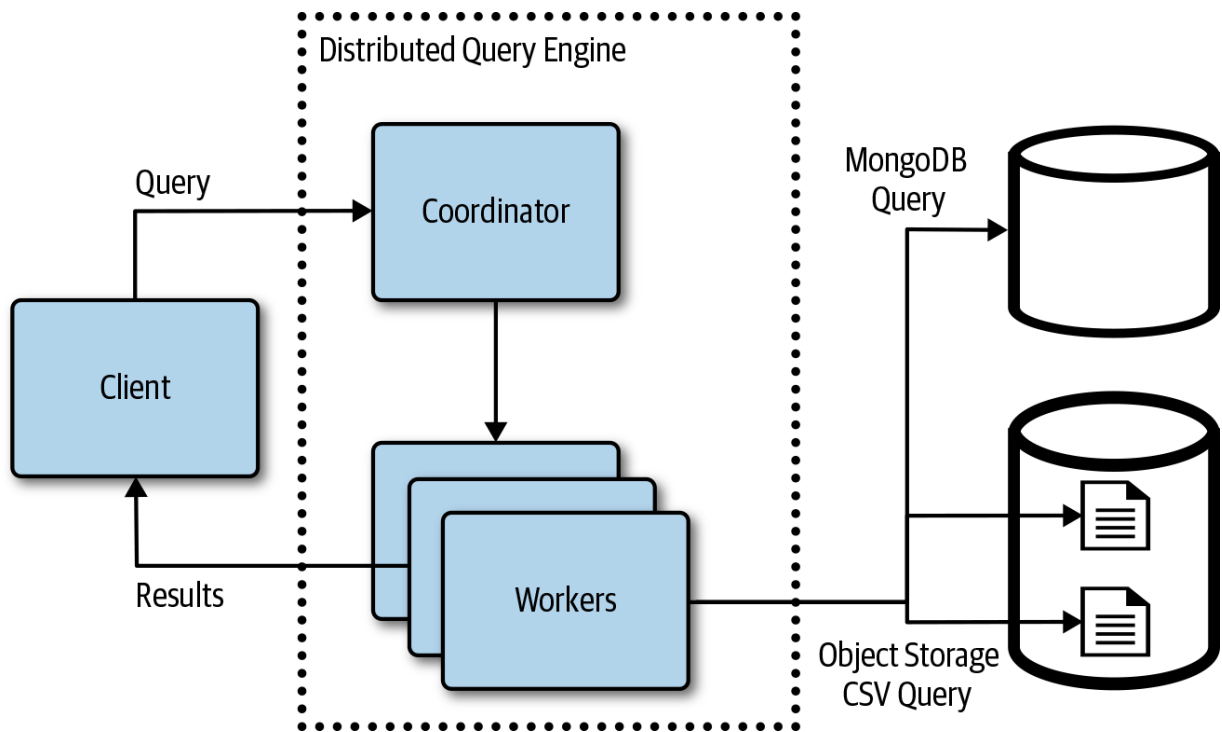 Distributed Query Engine
Query
Coordinator
MongoDB
Query
Client
Results
Workers
Object Storage
CSV Query